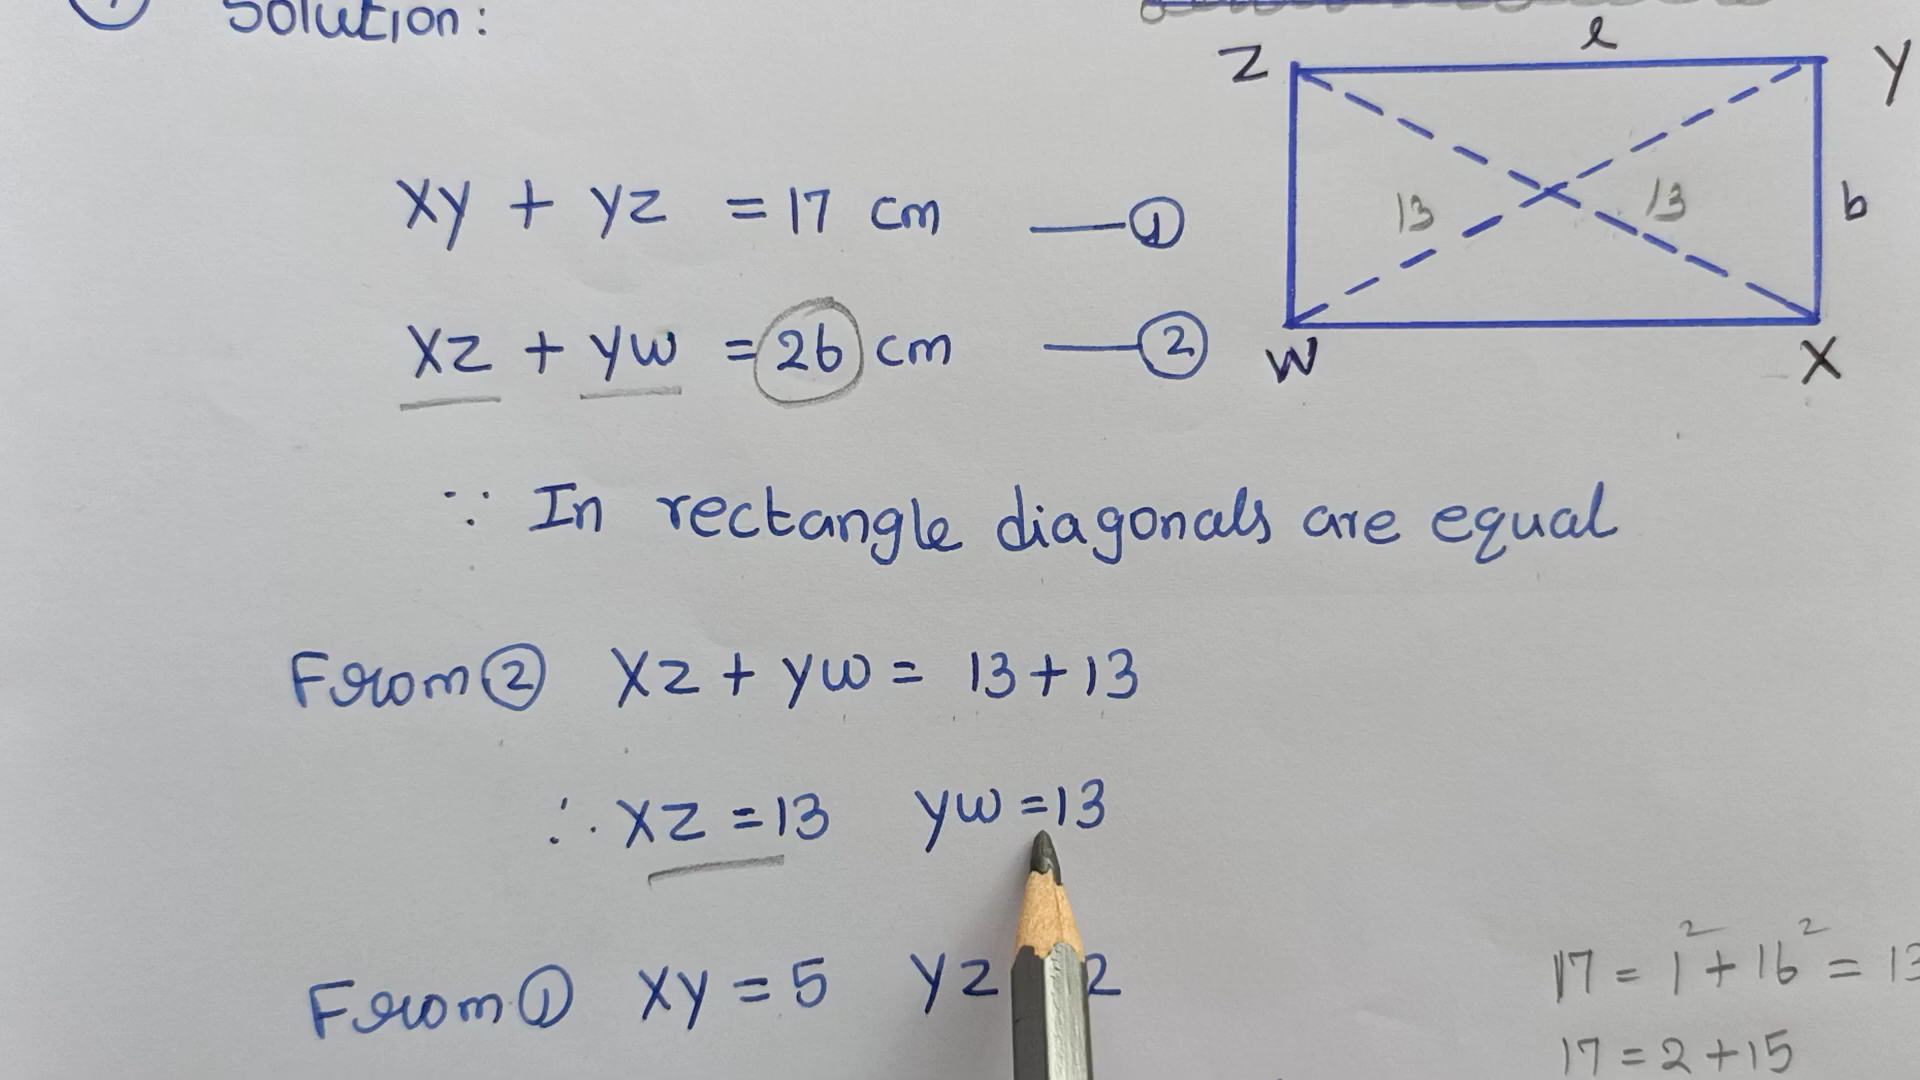 Solution:
Z l Y
XY + YZ = 17 cm —①
13 13 b
XZ + YW = 26 cm —②
W X
∵ In rectangle diagonals are equal
From ② XZ + YW = 13 + 13
∴ XZ = 13 YW = 13
17 = 1² + 16² = 13
From ① XY = 5 YZ 2
17 = 2 + 15